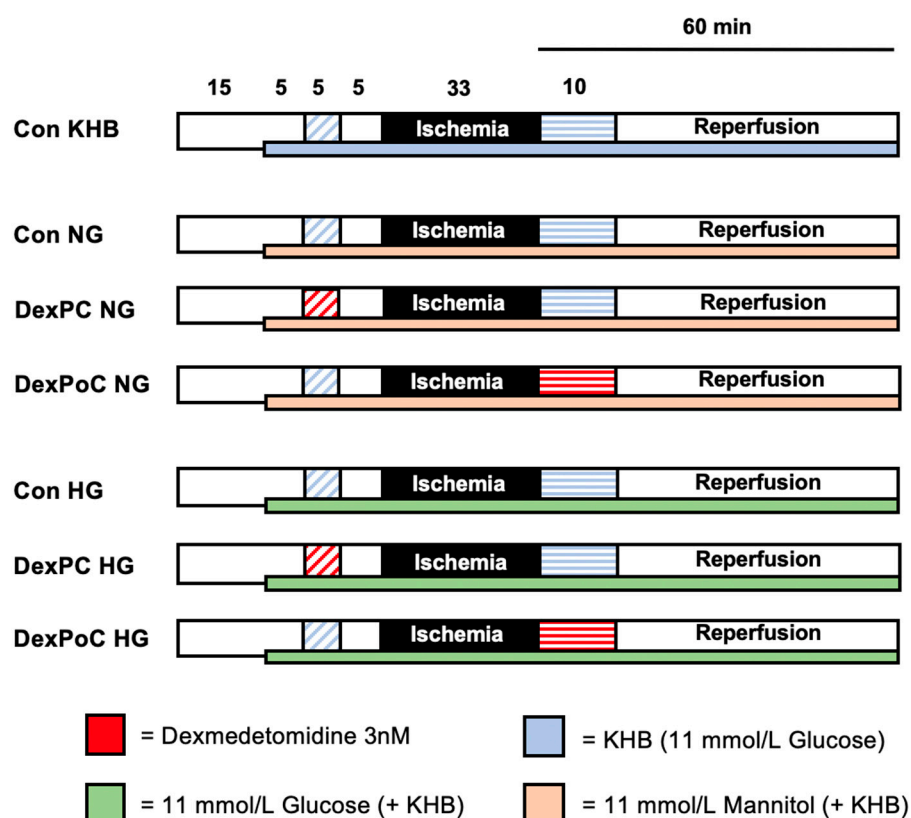 60 min
15 5 5 5 33 10
Con KHB Ischemia Reperfusion
Con NG Ischemia Reperfusion
DexPC NG Ischemia Reperfusion
DexPoC NG Ischemia Reperfusion
Con HG Ischemia Reperfusion
DexPC HG Ischemia Reperfusion
DexPoC HG Ischemia Reperfusion
= Dexmedetomidine 3nM = KHB (11 mmol/L Glucose)
= 11 mmol/L Glucose (+ KHB) = 11 mmol/L Mannitol (+ KHB)